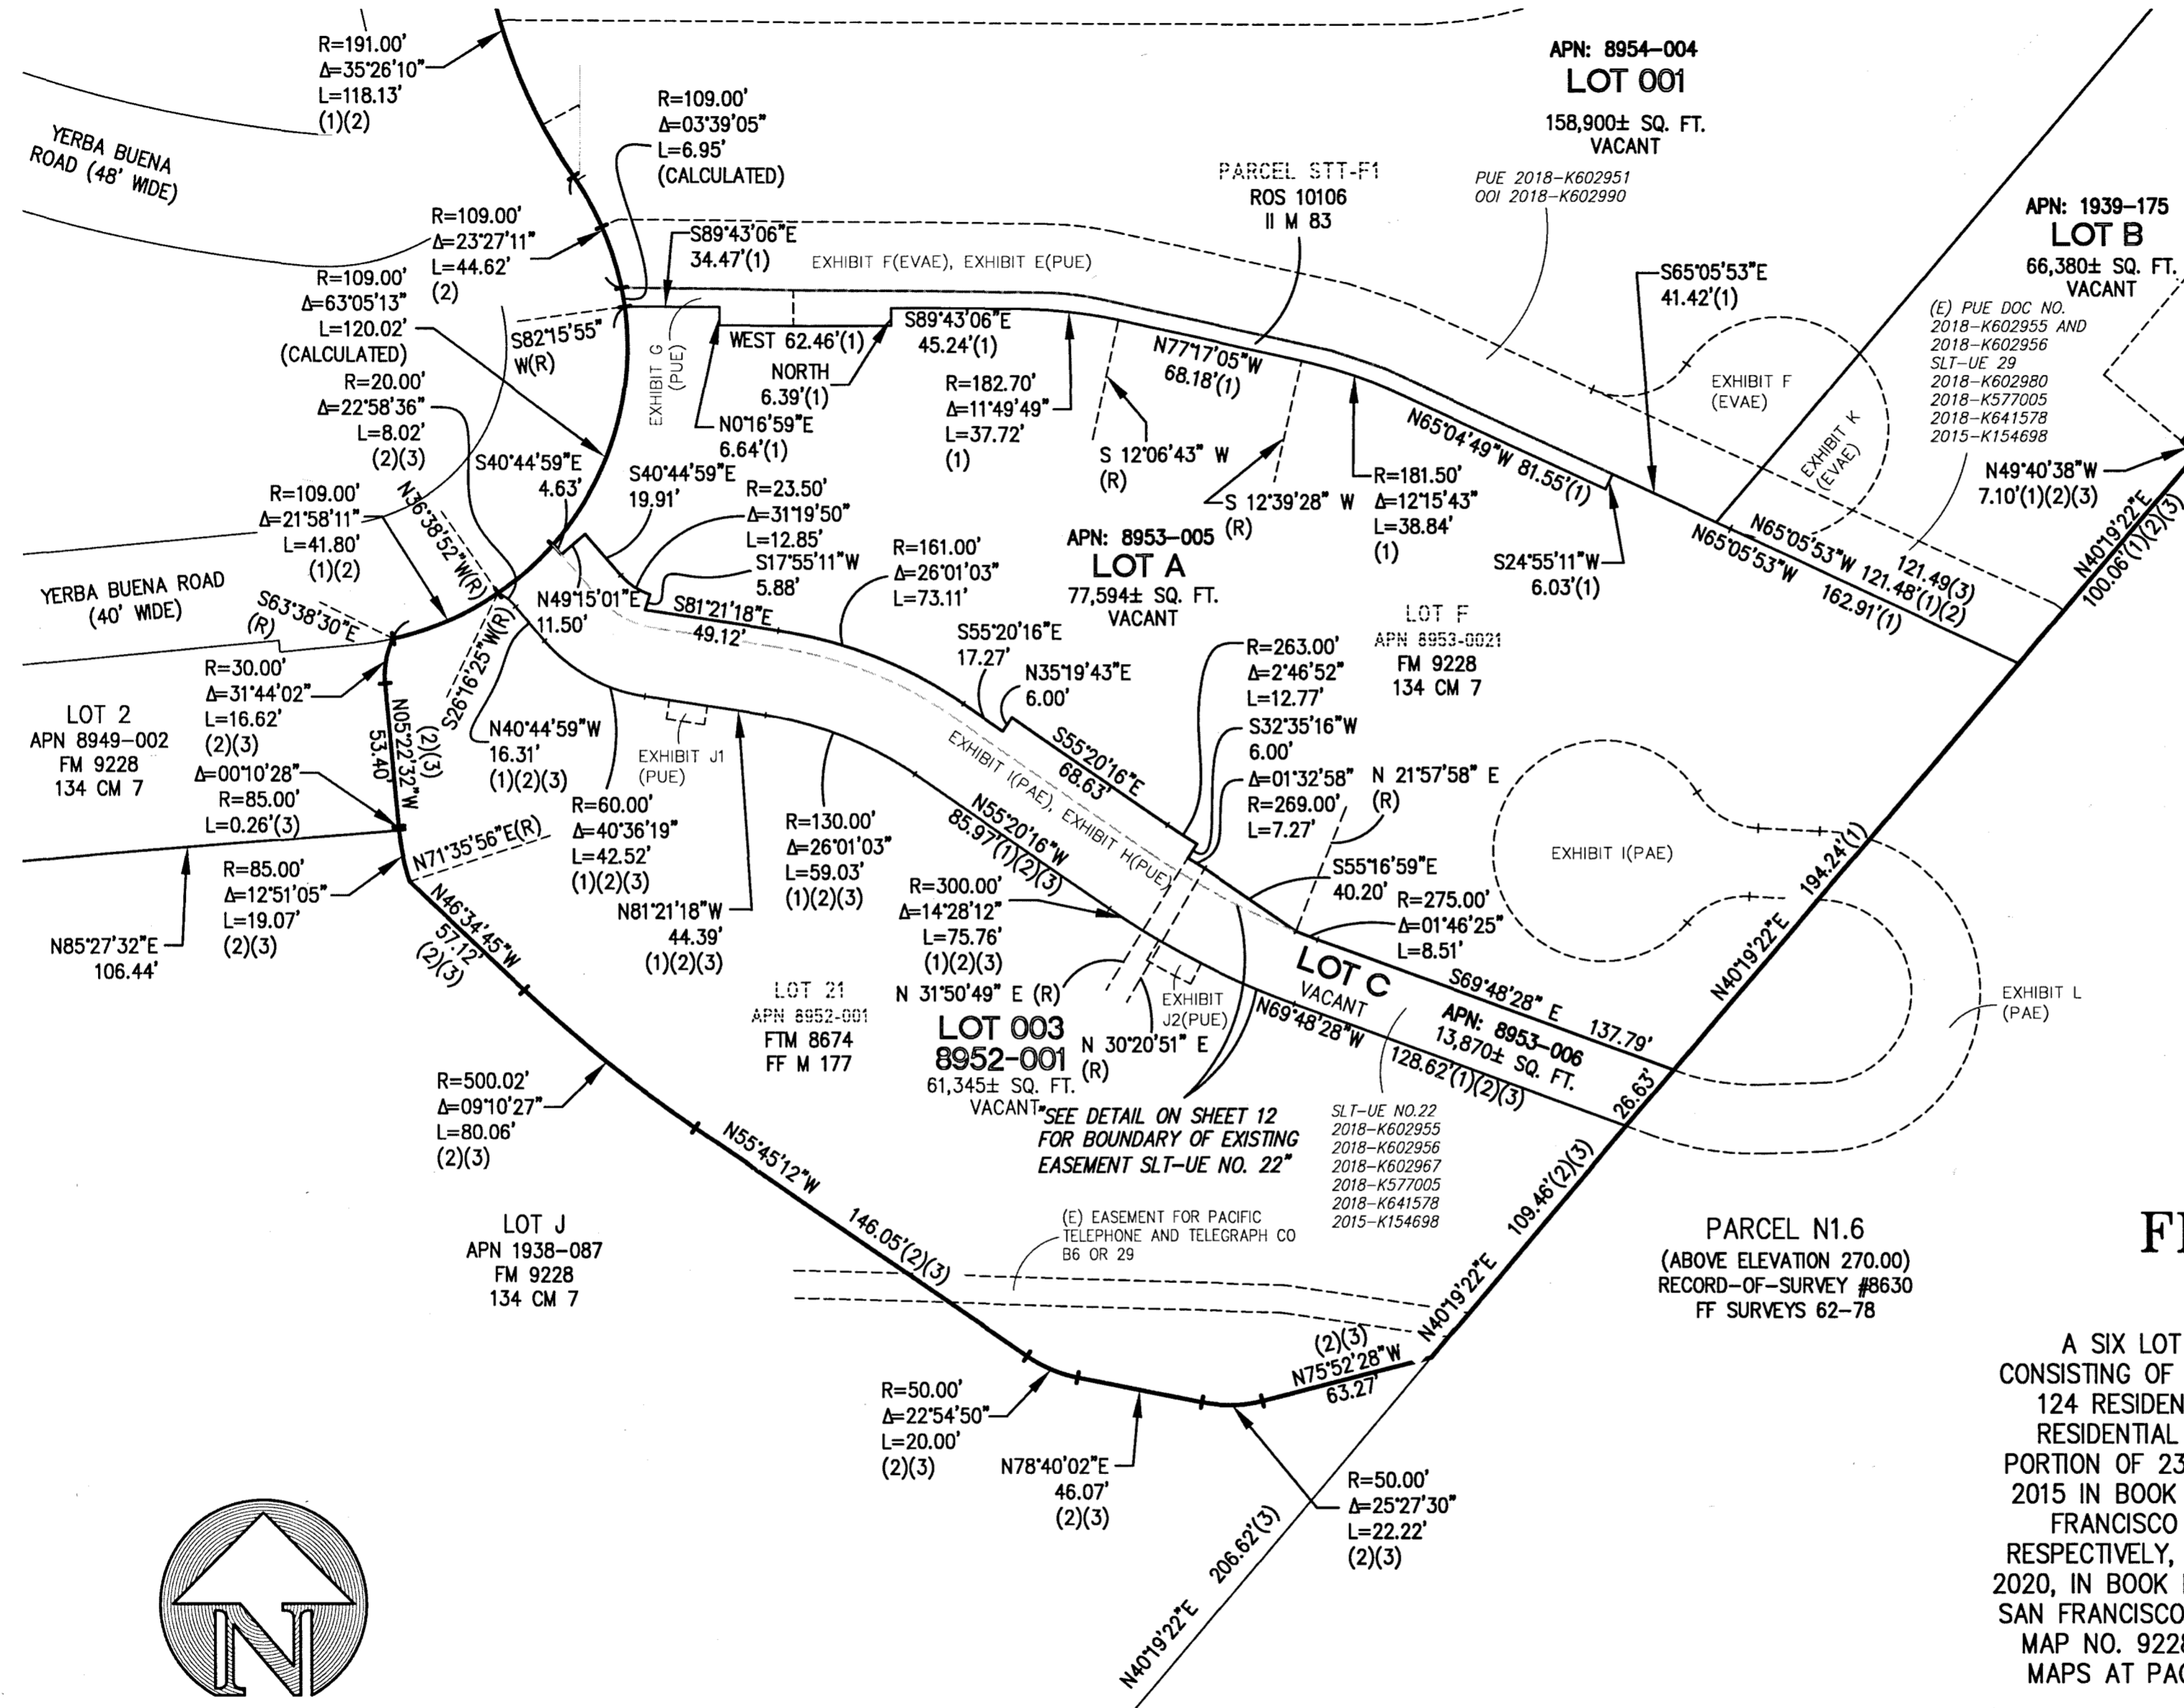 R=191.00'
Δ=35°26'10"
L=118.13'
(1)(2)
YERBA BUENA
ROAD (48' WIDE)
R=109.00'
Δ=03°39'05"
L=6.95'
(CALCULATED)
APN: 8954-004
LOT 001
158,900± SQ. FT.
VACANT
PARCEL STT-F1
ROS 10106
II M 83
PUE 2018-K602951
OOI 2018-K602990
APN: 1939-175
LOT B
66,380± SQ. FT.
VACANT
R=109.00'
Δ=23°27'11"
L=44.62'
(2)
S89°43'06"E
34.47'(1)
EXHIBIT F(EVAE), EXHIBIT E(PUE)
S65°05'53"E
41.42'(1)
(E) PUE DOC NO.
2018-K602955 AND
2018-K602956
SLT-UE 29
2018-K602980
2018-K577005
2018-K641578
2015-K154698
R=109.00'
Δ=63°05'13"
L=120.02'
(CALCULATED)
S82°15'55"
W(R)
EXHIBIT G
(PUE)
WEST 62.46'(1)
S89°43'06"E
45.24'(1)
NORTH
6.39'(1)
N0°16'59"E
6.64'(1)
R=182.70'
Δ=11°49'49"
L=37.72'
(1)
N77°17'05"W
68.18'(1)
S 12°06'43" W
(R)
S 12°39'28" W
(R)
R=181.50'
Δ=12°15'43"
L=38.84'
(1)
N65°04'49"W 81.55'(1)
EXHIBIT F
(EVAE)
EXHIBIT K
(EVAE)
N49°40'38"W
7.10'(1)(2)(3)
N40°19'22"E
100.06'(1)(2)(3)
S24°55'11"W
6.03'(1)
N65°05'53"W 121.49(3)
121.48'(1)(2)
N65°05'53"W 162.91'(1)
R=20.00'
Δ=22°58'36"
L=8.02'
(2)(3)
S40°44'59"E
4.63'
S40°44'59"E
19.91'
R=23.50'
Δ=31°19'50"
L=12.85'
S17°55'11"W
5.88'
R=109.00'
Δ=21°58'11"
L=41.80'
(1)(2)
N36°38'52"W(R)
YERBA BUENA ROAD
(40' WIDE)
S63°38'30"E
(R)
N49°15'01"E
11.50'
S81°21'18"E
49.12'
R=161.00'
Δ=26°01'03"
L=73.11'
APN: 8953-005
LOT A
77,594± SQ. FT.
VACANT
LOT F
APN 8953-0021
FM 9228
134 CM 7
S55°20'16"E
17.27'
N35°19'43"E
6.00'
R=263.00'
Δ=2°46'52"
L=12.77'
S32°35'16"W
6.00'
Δ=01°32'58"
R=269.00'
L=7.27'
N 21°57'58" E
(R)
R=30.00'
Δ=31°44'02"
L=16.62'
(2)(3)
S26°16'25"W(R)
LOT 2
APN 8949-002
FM 9228
134 CM 7
N05°22'32"W
53.40'
(2)(3)
Δ=00°10'28"
R=85.00'
L=0.26'(3)
N40°44'59"W
16.31'
(1)(2)(3)
EXHIBIT J1
(PUE)
R=60.00'
Δ=40°36'19"
L=42.52'
(1)(2)(3)
R=130.00'
Δ=26°01'03"
L=59.03'
(1)(2)(3)
EXHIBIT I(PAE), EXHIBIT H(PUE)
S55°20'16"E
68.63'
N55°20'16"W
85.97'(1)(2)(3)
EXHIBIT I(PAE)
194.24'(1)
N40°19'22"E
S55°16'59"E
40.20'
R=275.00'
Δ=01°46'25"
L=8.51'
R=85.00'
Δ=12°51'05"
L=19.07'
(2)(3)
N71°35'56"E(R)
N85°27'32"E
106.44'
N46°34'45"W
57.12'
(2)(3)
N81°21'18"W
44.39'
(1)(2)(3)
R=300.00'
Δ=14°28'12"
L=75.76'
(1)(2)(3)
N 31°50'49" E (R)
EXHIBIT
J2(PUE)
N 30°20'51" E
(R)
LOT C
VACANT
APN: 8953-006
13,870± SQ. FT.
S69°48'28" E 137.79'
N69°48'28"W 128.62'(1)(2)(3)
26.63'
EXHIBIT L
(PAE)
LOT 21
APN 8952-001
FTM 8674
FF M 177
LOT 003
8952-001
61,345± SQ. FT.
VACANT
"SEE DETAIL ON SHEET 12
FOR BOUNDARY OF EXISTING
EASEMENT SLT-UE NO. 22"
SLT-UE NO.22
2018-K602955
2018-K602956
2018-K602967
2018-K577005
2018-K641578
2015-K154698
R=500.02'
Δ=09°10'27"
L=80.06'
(2)(3)
N55°45'12"W 146.05'(2)(3)
N40°19'22"E 109.46'(2)(3)
(E) EASEMENT FOR PACIFIC
TELEPHONE AND TELEGRAPH CO
B6 OR 29
LOT J
APN 1938-087
FM 9228
134 CM 7
PARCEL N1.6
(ABOVE ELEVATION 270.00)
RECORD-OF-SURVEY #8630
FF SURVEYS 62-78
(2)(3)
N75°52'28"W
63.27'
R=50.00'
Δ=22°54'50"
L=20.00'
(2)(3)
N78°40'02"E
46.07'
(2)(3)
R=50.00'
Δ=25°27'30"
L=22.22'
(2)(3)
N40°19'22"E 206.62'(3)
A SIX LOT
CONSISTING OF
124 RESIDEN
RESIDENTIAL
PORTION OF 23
2015 IN BOOK
FRANCISCO
RESPECTIVELY,
2020, IN BOOK
SAN FRANCISCO
MAP NO. 9228
MAPS AT PAG
N